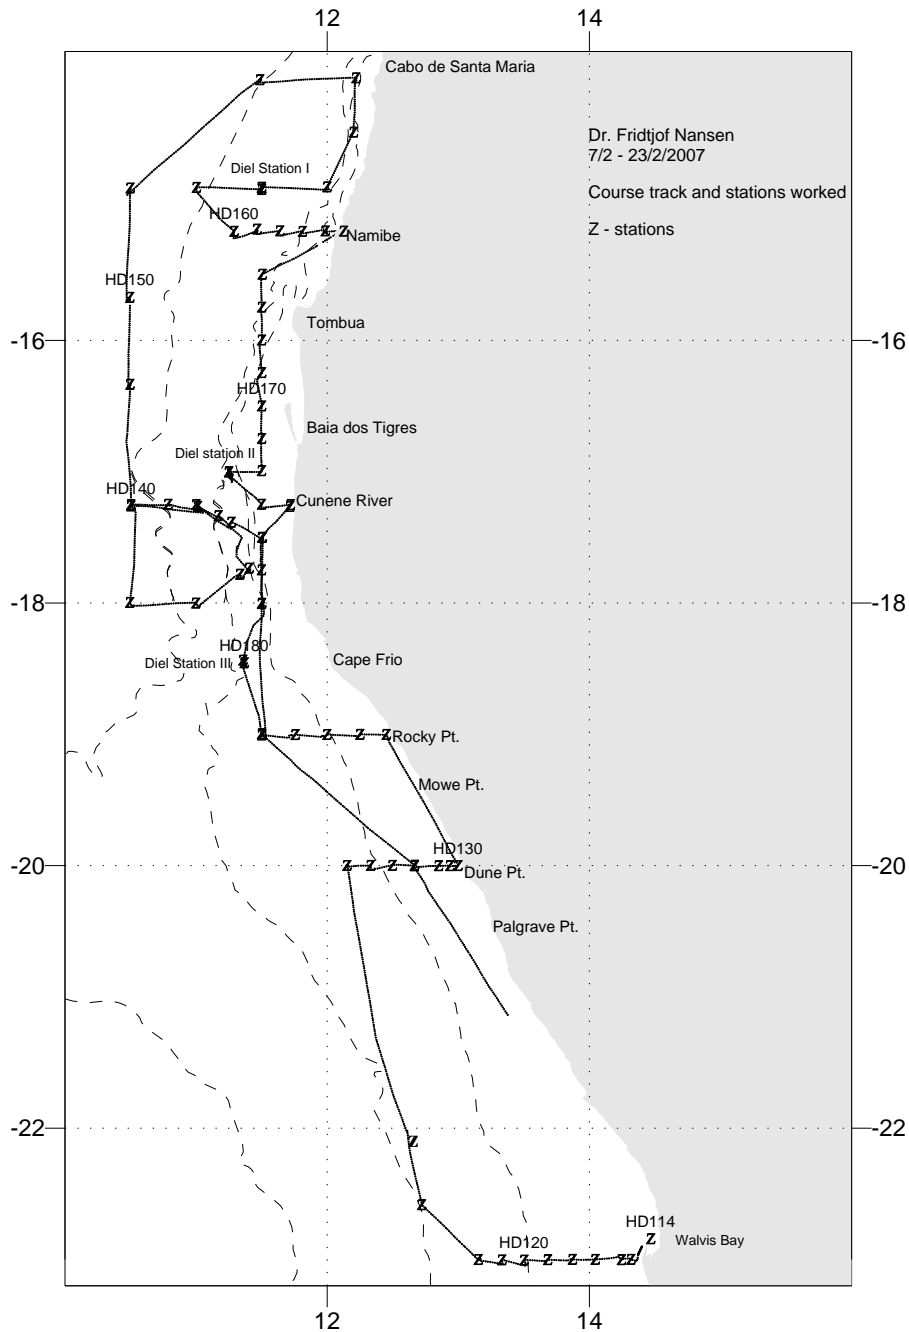 12 14
Cabo de Santa Maria
Dr. Fridtjof Nansen
7/2 - 23/2/2007
Diel Station I
Course track and stations worked
HD160
Z - stations
Namibe
HD150
Tombua
-16 -16
HD170
Baia dos Tigres
Diel station II
HD140
Cunene River
-18 -18
HD180
Diel Station III
Cape Frio
Rocky Pt.
Mowe Pt.
HD130
-20 -20
Dune Pt.
Palgrave Pt.
-22 -22
HD114
HD120
Walvis Bay
12 14